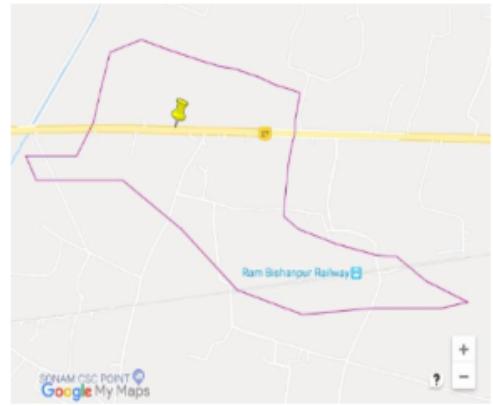 27
Ram Bishanpur Railway
SONAM CSC POINT
Google My Maps
?
+
−